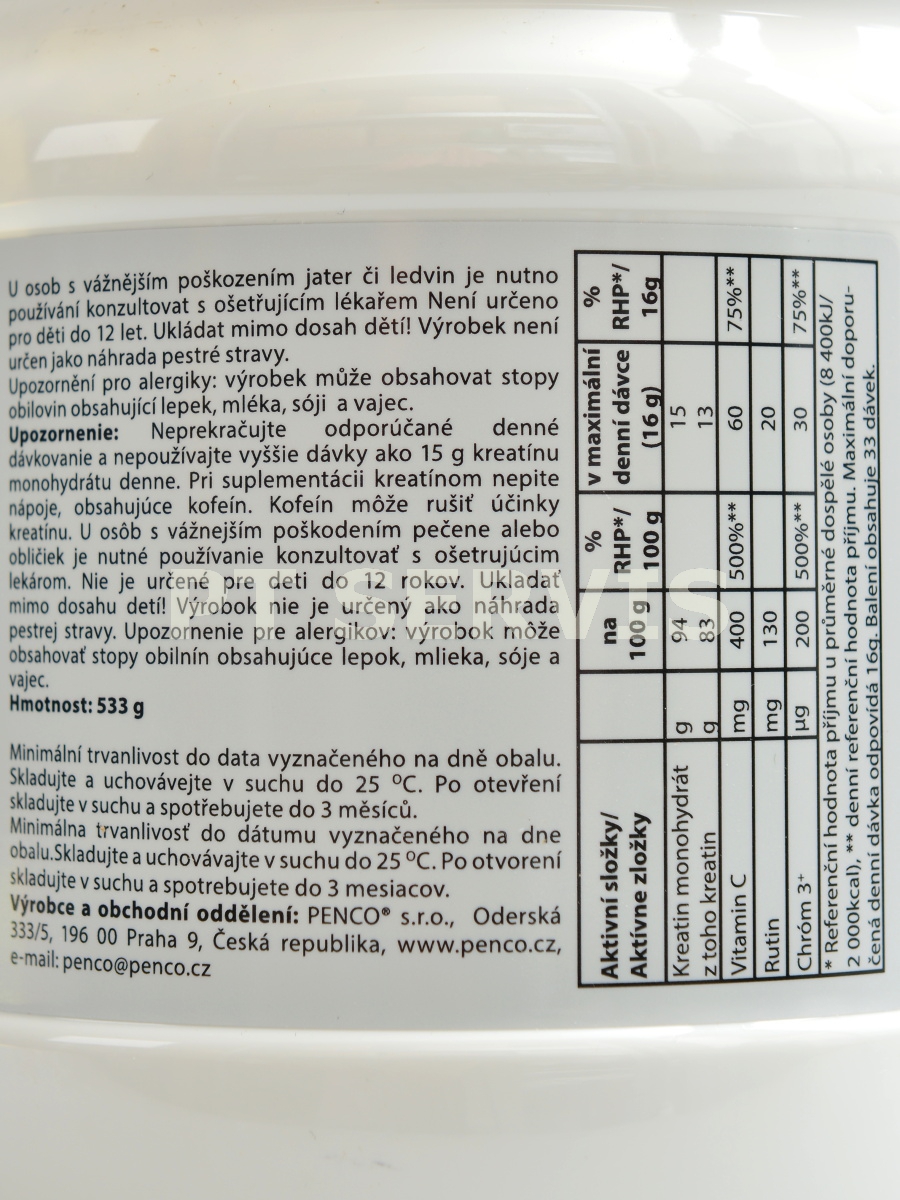 U osob s vážnějším poškozením jater či ledvin je nutno
používání konzultovat s ošetřujícím lékařem Není určeno
pro děti do 12 let. Ukládat mimo dosah dětí! Výrobek není
určen jako náhrada pestré stravy.
Upozornění pro alergiky: výrobek může obsahovat stopy
obilovin obsahující lepek, mléka, sóji a vajec.
Upozornenie: Neprekračujte odporúčané denné
dávkovanie a nepoužívajte vyššie dávky ako 15 g kreatínu
monohydrátu denne. Pri suplementácii kreatínom nepite
nápoje, obsahujúce kofeín. Kofeín môže rušiť účinky
kreatínu. U osôb s vážnejším poškodením pečene alebo
obličiek je nutné používanie konzultovať s ošetrujúcim
lekárom. Nie je určené pre deti do 12 rokov. Ukladať
mimo dosahu detí! Výrobok nie je určený ako náhrada
pestrej stravy. Upozornenie pre alergikov: výrobok môže
obsahovať stopy obilnín obsahujúce lepok, mlieka, sóje a
vajec.
Hmotnost: 533 g
Minimální trvanlivost do data vyznačeného na dně obalu.
Skladujte a uchovávejte v suchu do 25 °C. Po otevření
skladujte v suchu a spotřebujete do 3 měsíců.
Minimálna trvanlivosť do dátumu vyznačeného na dne
obalu.Skladujte a uchovávajte v suchu do 25 °C. Po otvorení
skladujte v suchu a spotrebujete do 3 mesiacov.
Výrobce a obchodní oddělení: PENCO® s.r.o., Oderská
333/5, 196 00 Praha 9, Česká republika, www.penco.cz,
e-mail: penco@penco.cz
Aktivní složky/ Aktívne zložky na 100 g % RHP*/ 100 g v maximální denní dávce (16 g) % RHP*/ 16g
Kreatin monohydrát g 94 15
z toho kreatin g 83 13
Vitamin C mg 400 500%** 60 75%**
Rutin mg 130 20
Chróm 3+ µg 200 500%** 30 75%**
* Referenční hodnota příjmu u průměrné dospělé osoby (8 400kJ/
2 000kcal), ** denní referenční hodnota příjmu. Maximální doporu-
čená denní dávka odpovídá 16g. Balení obsahuje 33 dávek.
PT SERVIS